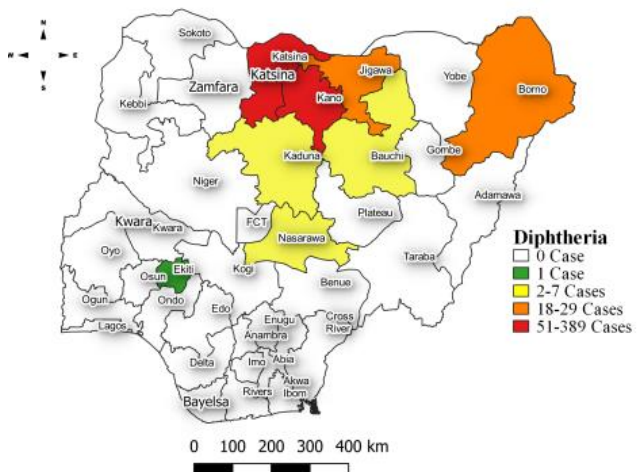 N
W E
S
Sokoto
Katsina
Katsina
Jigawa
Yobe
Borno
Zamfara
Kebbi
Kano
Kaduna
Bauchi
Gombe
Niger
Adamawa
Plateau
FCT
Kwara
Kwara
Nasarawa
Taraba
Oyo
Osun
Ekiti
Kogi
Benue
Ogun
Ondo
Edo
Enugu
Cross
River
Lagos
Anambra
Delta
Imo
Abia
Akwa
Ibom
Rivers
Bayelsa
Diphtheria
0 Case
1 Case
2-7 Cases
18-29 Cases
51-389 Cases
0 100 200 300 400 km